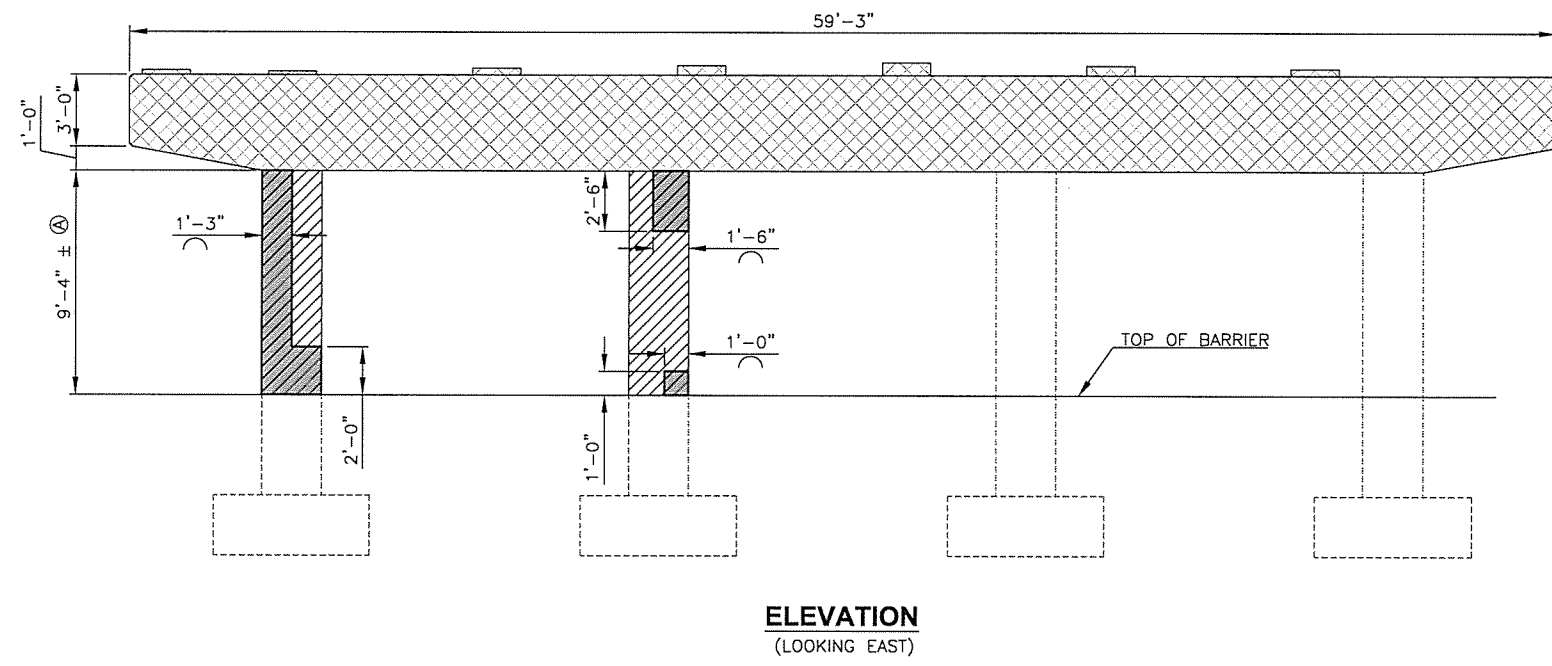 59'-3"
1'-0"
3'-0"
9'-4" ± Ⓐ
1'-3"
2'-0"
2'-6"
1'-6"
1'-0"
1'-0"
TOP OF BARRIER
ELEVATION
(LOOKING EAST)